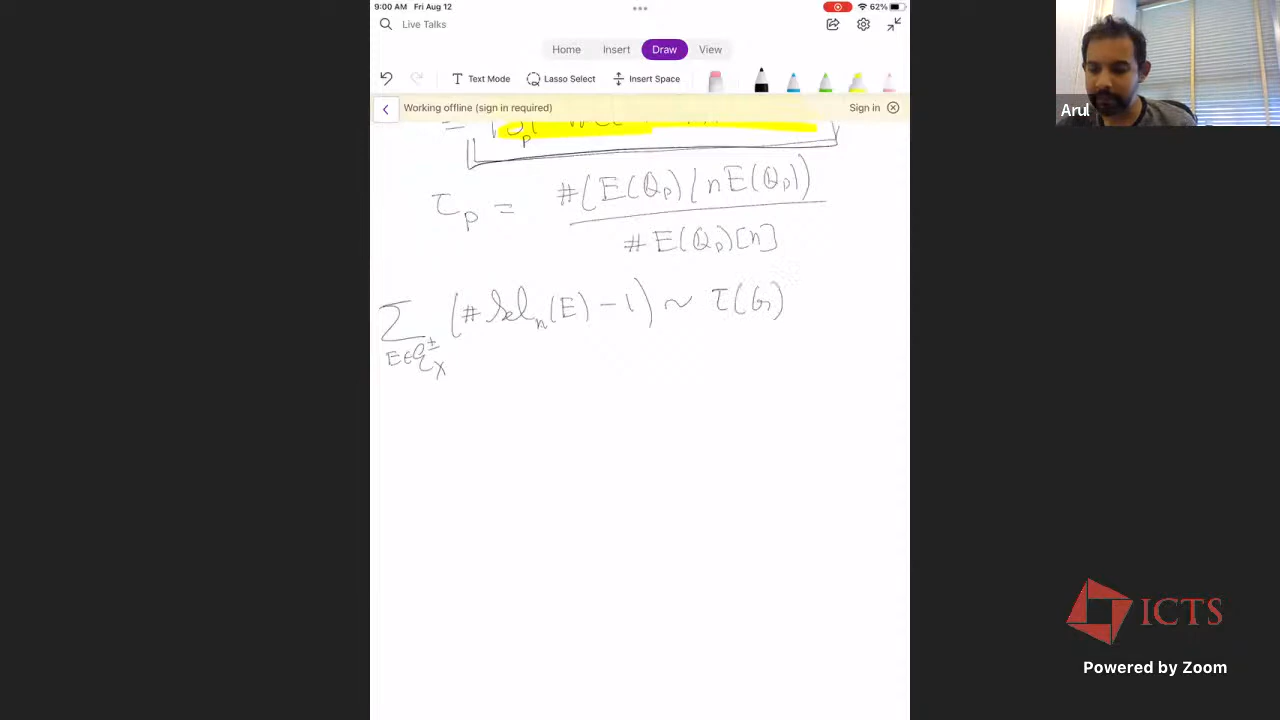 9:00 AM Fri Aug 12
62%
Live Talks
Home Insert Draw View
Text Mode Lasso Select Insert Space
Working offline (sign in required) Sign in
τ_p = #(E(ℚ_p)/nE(ℚ_p)) / #E(ℚ_p)[n]
∑_{E∈ℰ_X^±} (#Sel_n(E) − 1) ~ τ(G)
Arul
ICTS
Powered by Zoom